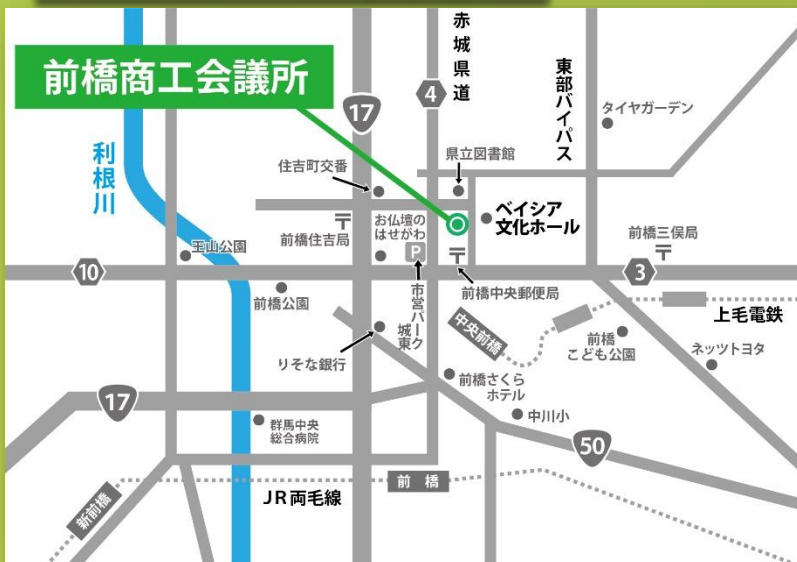 赤城県道
前橋商工会議所
17
4
東部バイパス
タイヤガーデン
利根川
住吉町交番
県立図書館
ベイシア
文化ホール
前橋住吉局
お仏壇の
はせがわ
P
前橋三俣局
王山公園
10
3
前橋公園
市営パーク
城東
前橋中央郵便局
上毛電鉄
中央前橋
前橋
こども公園
ネッツトヨタ
りそな銀行
前橋さくら
ホテル
17
中川小
群馬中央
総合病院
50
前橋
新前橋
JR両毛線